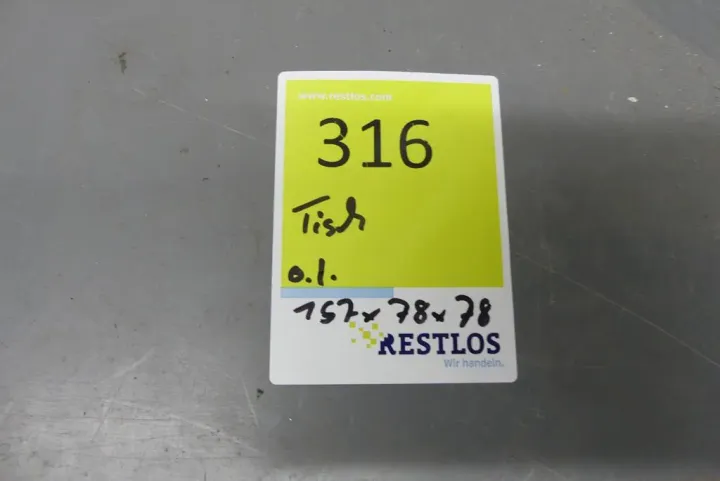 www.restlos.com
316
Tisch
o.l.
157x78x78
RESTLOS
Wir handeln.